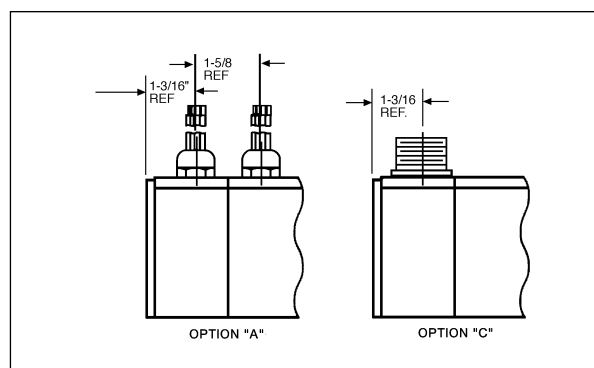 1-5/8
REF
1-3/16"
REF
1-3/16
REF.
OPTION "A"
OPTION "C"